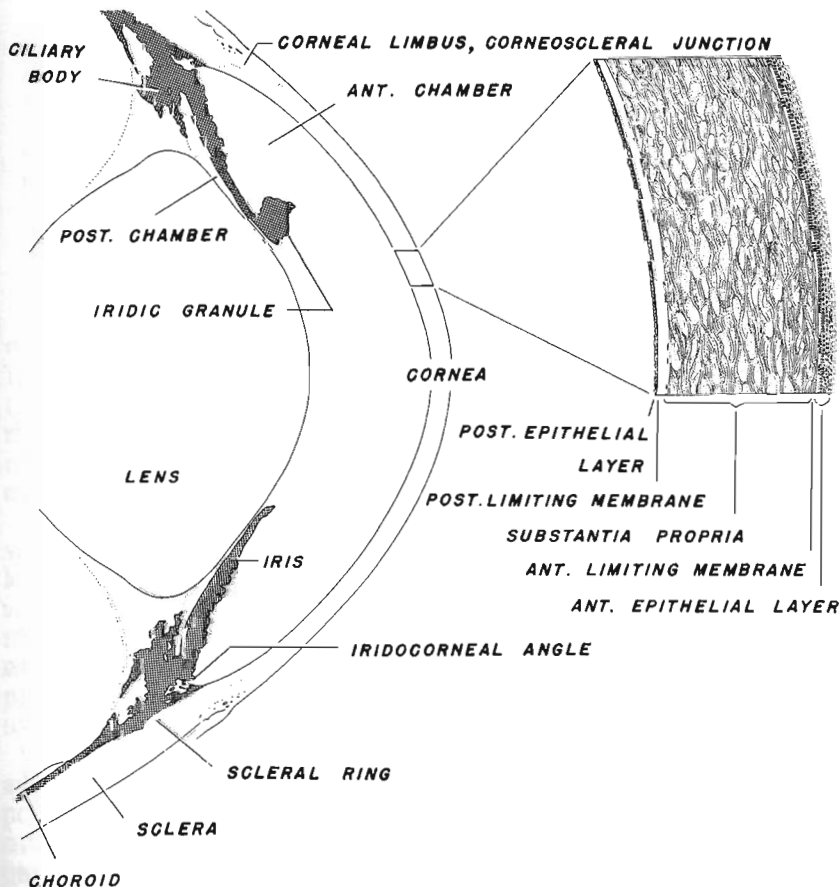 CORNEAL LIMBUS, CORNEOSCLERAL JUNCTION
CILIARY
BODY
ANT. CHAMBER
POST. CHAMBER
IRIDIC GRANULE
CORNEA
POST. EPITHELIAL
LAYER
LENS
POST. LIMITING MEMBRANE
SUBSTANTIA PROPRIA
IRIS
ANT. LIMITING MEMBRANE
ANT. EPITHELIAL LAYER
IRIDOCORNEAL ANGLE
SCLERAL RING
SCLERA
CHOROID